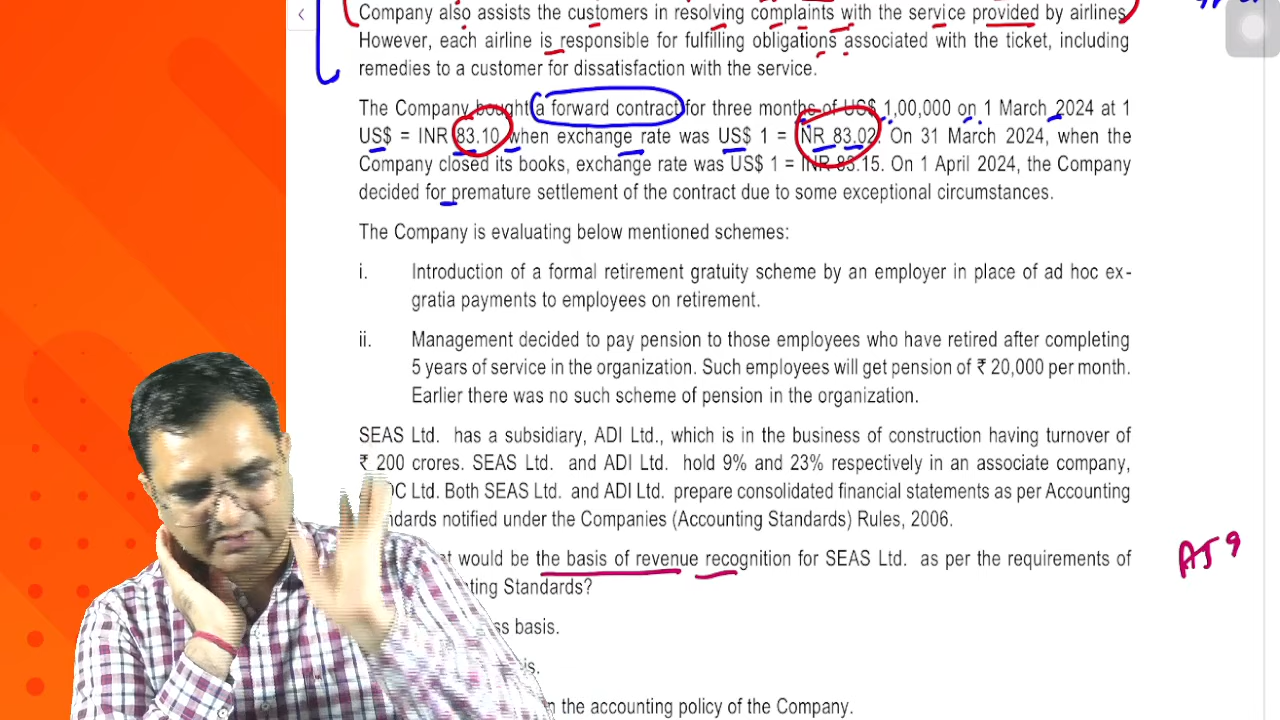 Company also assists the customers in resolving complaints with the service provided by airlines
However, each airline is responsible for fulfilling obligations associated with the ticket, including
remedies to a customer for dissatisfaction with the service.
The Company bought a forward contract for three months of US$ 1,00,000 on 1 March 2024 at 1
US$ = INR 83.10 when exchange rate was US$ 1 = INR 83.02. On 31 March 2024, when the
Company closed its books, exchange rate was US$ 1 = INR 83.15. On 1 April 2024, the Company
decided for premature settlement of the contract due to some exceptional circumstances.
The Company is evaluating below mentioned schemes:
i. Introduction of a formal retirement gratuity scheme by an employer in place of ad hoc ex-
gratia payments to employees on retirement.
ii. Management decided to pay pension to those employees who have retired after completing
5 years of service in the organization. Such employees will get pension of ₹ 20,000 per month.
Earlier there was no such scheme of pension in the organization.
SEAS Ltd. has a subsidiary, ADI Ltd., which is in the business of construction having turnover of
₹ 200 crores. SEAS Ltd. and ADI Ltd. hold 9% and 23% respectively in an associate company,
Ltd. Both SEAS Ltd. and ADI Ltd. prepare consolidated financial statements as per Accounting
notified under the Companies (Accounting Standards) Rules, 2006.
would be the basis of revenue recognition for SEAS Ltd. as per the requirements of
Standards?
AS 9
basis.
the accounting policy of the Company.